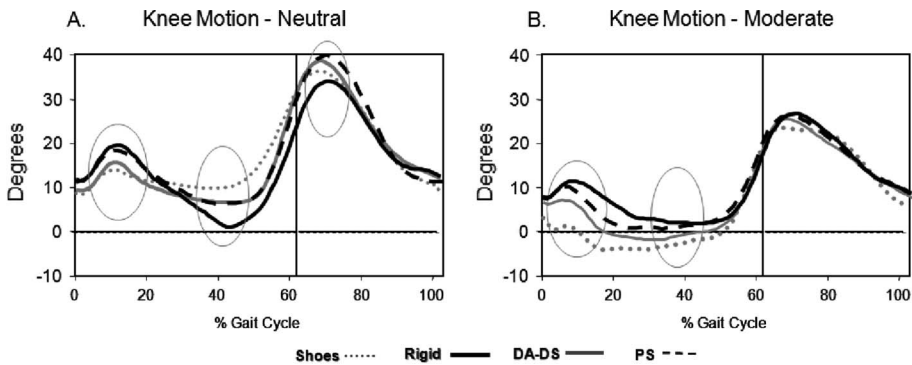 A. Knee Motion - Neutral
Degrees
40
30
20
10
0
-10
0 20 40 60 80 100
% Gait Cycle
B. Knee Motion - Moderate
Degrees
40
30
20
10
0
-10
0 20 40 60 80 100
% Gait Cycle
Shoes Rigid DA-DS PS